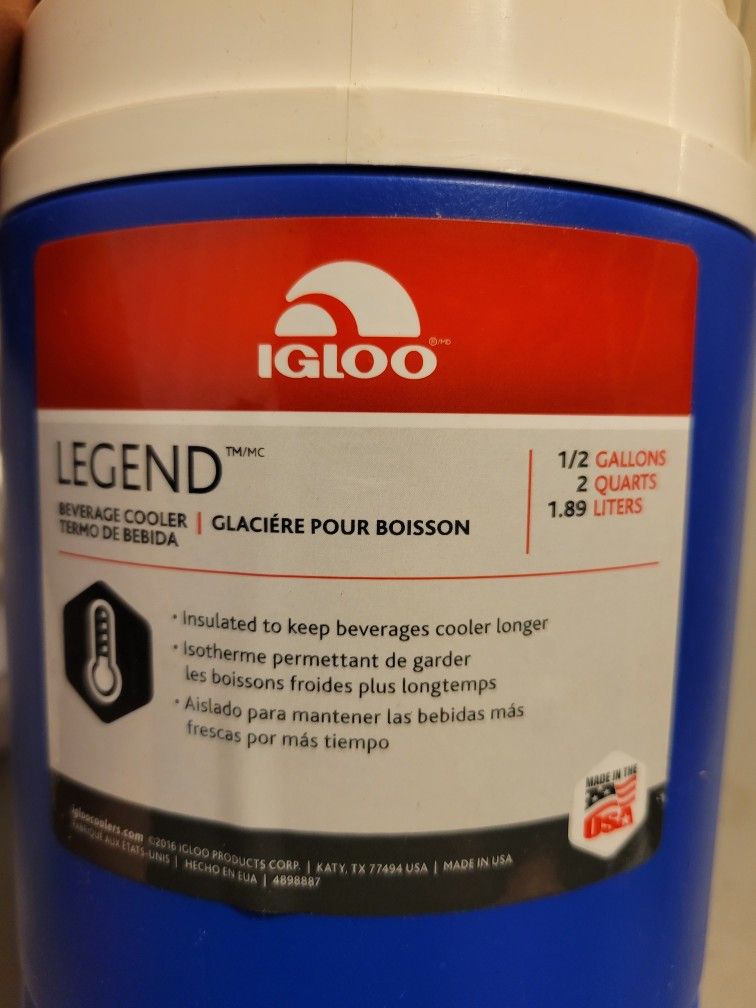 IGLOO ®/MD
LEGEND TM/MC
BEVERAGE COOLER
TERMO DE BEBIDA
GLACIÉRE POUR BOISSON
1/2 GALLONS
2 QUARTS
1.89 LITERS
• Insulated to keep beverages cooler longer
• Isotherme permettant de garder
les boissons froides plus longtemps
• Aislado para mantener las bebidas más
frescas por más tiempo
MADE IN THE
USA
igloocoolers.com ©2016 IGLOO PRODUCTS CORP. | KATY, TX 77494 USA | MADE IN USA
FABRIQUÉ AUX ÉTATS-UNIS | HECHO EN EUA | 4898887